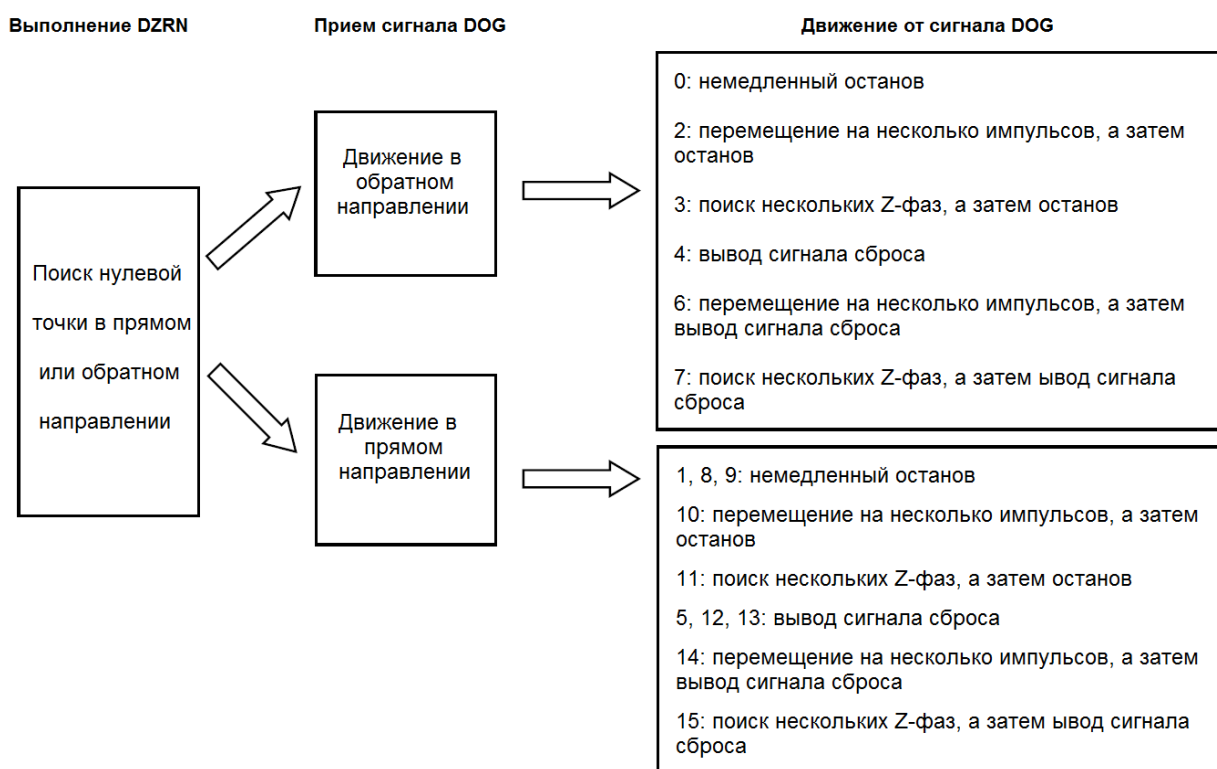 Выполнение DZRN
Прием сигнала DOG
Движение от сигнала DOG
Поиск нулевой
точки в прямом
или обратном
направлении
Движение в
обратном
направлении
Движение в
прямом
направлении
0: немедленный останов
2: перемещение на несколько импульсов, а затем
останов
3: поиск нескольких Z-фаз, а затем останов
4: вывод сигнала сброса
6: перемещение на несколько импульсов, а затем
вывод сигнала сброса
7: поиск нескольких Z-фаз, а затем ывод сигнала
сброса
1, 8, 9: немедленный останов
10: перемещение на несколько импульсов, а затем
останов
11: поиск нескольких Z-фаз, а затем останов
5, 12, 13: вывод сигнала сброса
14: перемещение на несколько импульсов, а затем
вывод сигнала сброса
15: поиск нескольких Z-фаз, а затем ывод сигнала
сброса